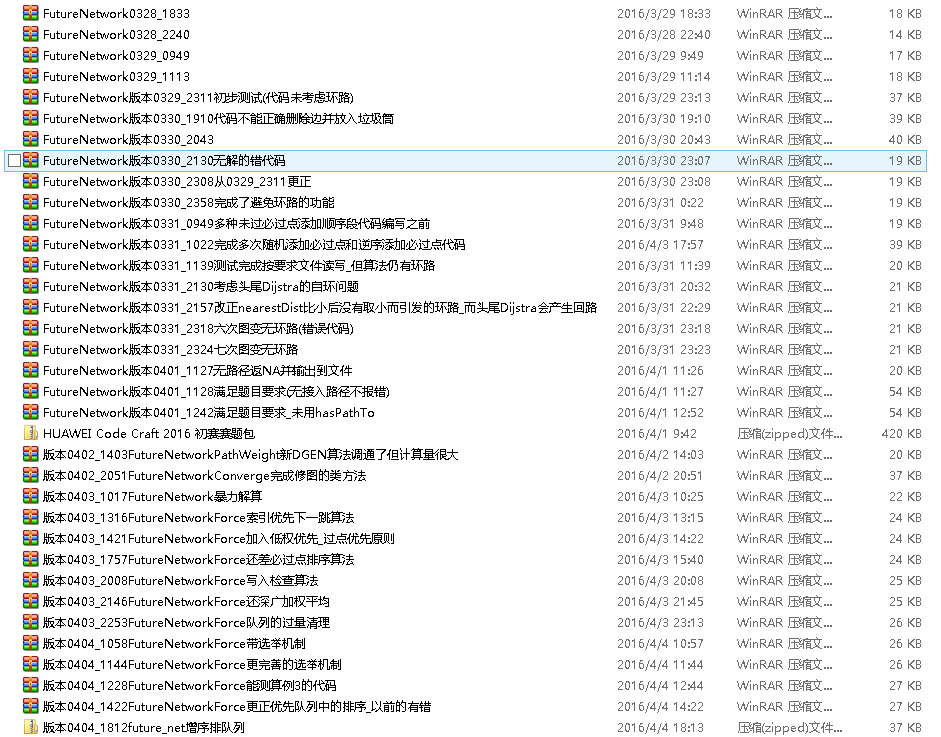 FutureNetwork0328_1833 2016/3/29 18:33 WinRAR 压缩文... 18 KB
FutureNetwork0328_2240 2016/3/28 22:40 WinRAR 压缩文... 14 KB
FutureNetwork0329_0949 2016/3/29 9:49 WinRAR 压缩文... 17 KB
FutureNetwork0329_1113 2016/3/29 11:14 WinRAR 压缩文... 18 KB
FutureNetwork版本0329_2311初步测试(代码未考虑环路) 2016/3/29 23:13 WinRAR 压缩文... 37 KB
FutureNetwork版本0330_1910代码不能正确删除边并放入垃圾筒 2016/3/30 19:10 WinRAR 压缩文... 39 KB
FutureNetwork版本0330_2043 2016/3/30 20:43 WinRAR 压缩文... 40 KB
FutureNetwork版本0330_2130无解的错代码 2016/3/30 23:07 WinRAR 压缩文... 19 KB
FutureNetwork版本0330_2308从0329_2311更正 2016/3/30 23:08 WinRAR 压缩文... 19 KB
FutureNetwork版本0330_2358完成了避免环路的功能 2016/3/31 0:22 WinRAR 压缩文... 19 KB
FutureNetwork版本0331_0949多种未过必过点添加顺序段代码编写之前 2016/3/31 9:48 WinRAR 压缩文... 19 KB
FutureNetwork版本0331_1022完成多次随机添加必过点和逆序添加必过点代码 2016/4/3 17:57 WinRAR 压缩文... 39 KB
FutureNetwork版本0331_1139测试完成按要求文件读写_但算法仍有环路 2016/3/31 11:39 WinRAR 压缩文... 20 KB
FutureNetwork版本0331_2130考虑头尾Dijstra的自环问题 2016/3/31 20:32 WinRAR 压缩文... 21 KB
FutureNetwork版本0331_2157改正nearestDist比小后没有取小而引发的环路_而头尾Dijstra会产生回路 2016/3/31 22:29 WinRAR 压缩文... 21 KB
FutureNetwork版本0331_2318六次图变无环路(错误代码) 2016/3/31 23:18 WinRAR 压缩文... 21 KB
FutureNetwork版本0331_2324七次图变无环路 2016/3/31 23:23 WinRAR 压缩文... 21 KB
FutureNetwork版本0401_1127无路径返NA并输出到文件 2016/4/1 11:26 WinRAR 压缩文... 20 KB
FutureNetwork版本0401_1128满足题目要求(无接入路径不报错) 2016/4/1 11:27 WinRAR 压缩文... 54 KB
FutureNetwork版本0401_1242满足题目要求_未用hasPathTo 2016/4/1 12:52 WinRAR 压缩文... 54 KB
HUAWEI Code Craft 2016 初赛赛题包 2016/4/1 9:42 压缩(zipped)文件... 420 KB
版本0402_1403FutureNetworkPathWeight新DGEN算法调通了但计算量很大 2016/4/2 14:03 WinRAR 压缩文... 20 KB
版本0402_2051FutureNetworkConverge完成修图的类方法 2016/4/2 20:51 WinRAR 压缩文... 37 KB
版本0403_1017FutureNetwork暴力解算 2016/4/3 10:25 WinRAR 压缩文... 22 KB
版本0403_1316FutureNetworkForce索引优先下一跳算法 2016/4/3 13:15 WinRAR 压缩文... 24 KB
版本0403_1421FutureNetworkForce加入低权优先_过点优先原则 2016/4/3 14:22 WinRAR 压缩文... 24 KB
版本0403_1757FutureNetworkForce还差必过点排序算法 2016/4/3 15:40 WinRAR 压缩文... 24 KB
版本0403_2008FutureNetworkForce写入检查算法 2016/4/3 20:08 WinRAR 压缩文... 25 KB
版本0403_2146FutureNetworkForce还深广加权平均 2016/4/3 21:45 WinRAR 压缩文... 25 KB
版本0403_2253FutureNetworkForce队列的过量清理 2016/4/3 23:13 WinRAR 压缩文... 26 KB
版本0404_1058FutureNetworkForce带选举机制 2016/4/4 10:57 WinRAR 压缩文... 26 KB
版本0404_1144FutureNetworkForce更完善的选举机制 2016/4/4 11:44 WinRAR 压缩文... 26 KB
版本0404_1228FutureNetworkForce能测算例3的代码 2016/4/4 12:44 WinRAR 压缩文... 27 KB
版本0404_1422FutureNetworkForce更正优先队列中的排序_以前的有错 2016/4/4 14:22 WinRAR 压缩文... 27 KB
版本0404_1812future_net增序排队列 2016/4/4 18:13 压缩(zipped)文件... 37 KB